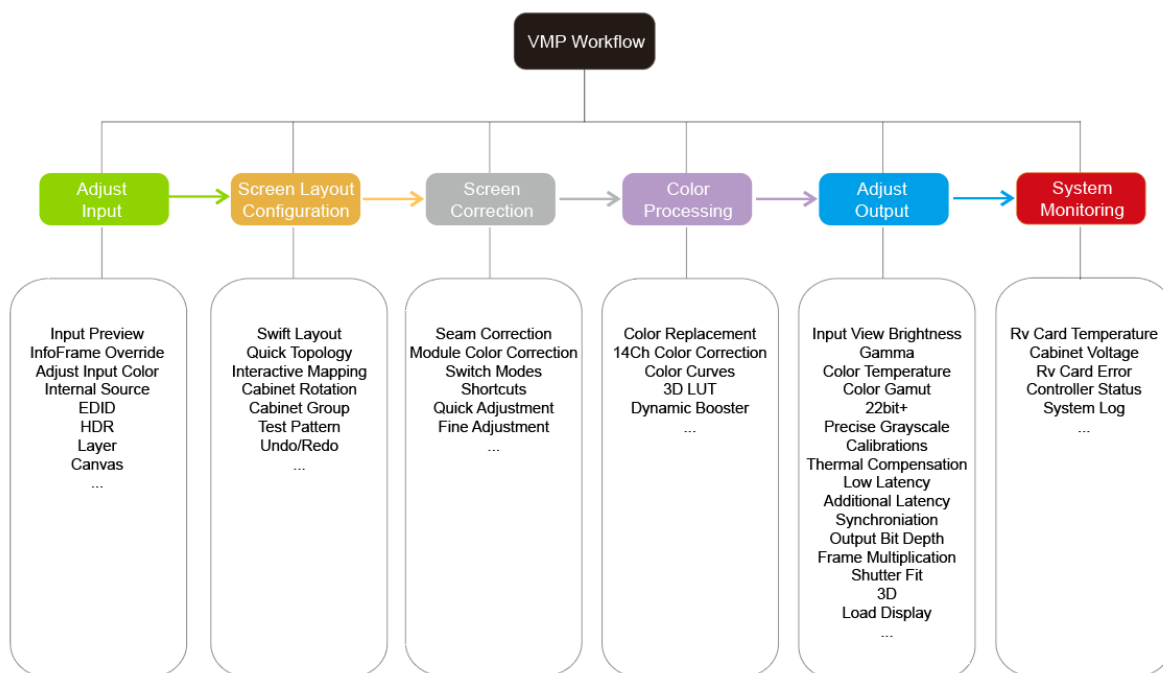 VMP Workflow
Adjust
Input
Screen Layout
Configuration
Screen
Correction
Color
Processing
Adjust
Output
System
Monitoring
Input Preview
InfoFrame Override
Adjust Input Color
Internal Source
EDID
HDR
Layer
Canvas
...
Swift Layout
Quick Topology
Interactive Mapping
Cabinet Rotation
Cabinet Group
Test Pattern
Undo/Redo
...
Seam Correction
Module Color Correction
Switch Modes
Shortcuts
Quick Adjustment
Fine Adjustment
...
Color Replacement
14Ch Color Correction
Color Curves
3D LUT
Dynamic Booster
...
Input View Brightness
Gamma
Color Temperature
Color Gamut
22bit+
Precise Grayscale
Calibrations
Thermal Compensation
Low Latency
Additional Latency
Synchroniation
Output Bit Depth
Frame Multiplication
Shutter Fit
3D
Load Display
...
Rv Card Temperature
Cabinet Voltage
Rv Card Error
Controller Status
System Log
...